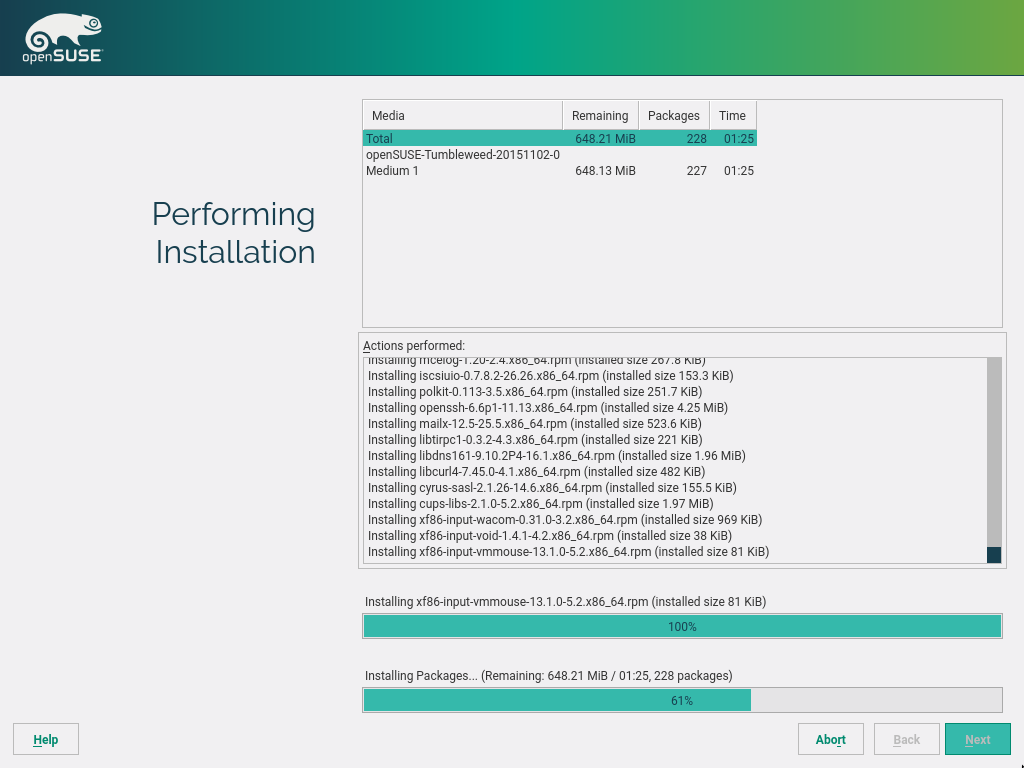 openSUSE
Performing
Installation
Media Remaining Packages Time
Total 648.21 MiB 228 01:25
openSUSE-Tumbleweed-20151102-0
Medium 1 648.13 MiB 227 01:25
Actions performed:
Installing mcelog-1.20-2.4.x86_64.rpm (installed size 267.8 KiB)
Installing iscsiuio-0.7.8.2-26.26.x86_64.rpm (installed size 153.3 KiB)
Installing polkit-0.113-3.5.x86_64.rpm (installed size 251.7 KiB)
Installing openssh-6.6p1-11.13.x86_64.rpm (installed size 4.25 MiB)
Installing mailx-12.5-25.5.x86_64.rpm (installed size 523.6 KiB)
Installing libtirpc1-0.3.2-4.3.x86_64.rpm (installed size 221 KiB)
Installing libdns161-9.10.2P4-16.1.x86_64.rpm (installed size 1.96 MiB)
Installing libcurl4-7.45.0-4.1.x86_64.rpm (installed size 482 KiB)
Installing cyrus-sasl-2.1.26-14.6.x86_64.rpm (installed size 155.5 KiB)
Installing cups-libs-2.1.0-5.2.x86_64.rpm (installed size 1.97 MiB)
Installing xf86-input-wacom-0.31.0-3.2.x86_64.rpm (installed size 969 KiB)
Installing xf86-input-void-1.4.1-4.2.x86_64.rpm (installed size 38 KiB)
Installing xf86-input-vmmouse-13.1.0-5.2.x86_64.rpm (installed size 81 KiB)
Installing xf86-input-vmmouse-13.1.0-5.2.x86_64.rpm (installed size 81 KiB)
100%
Installing Packages... (Remaining: 648.21 MiB / 01:25, 228 packages)
61%
Help Abort Back Next